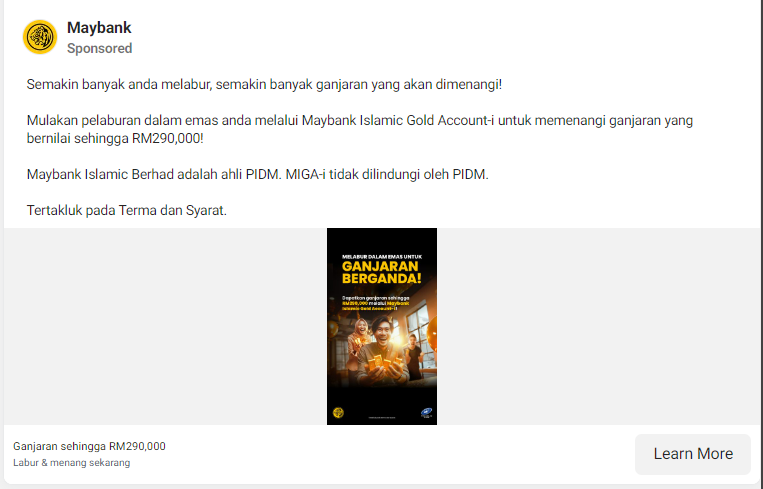 Maybank
Sponsored
Semakin banyak anda melabur, semakin banyak ganjaran yang akan dimenangi!
Mulakan pelaburan dalam emas anda melalui Maybank Islamic Gold Account-i untuk memenangi ganjaran yang
bernilai sehingga RM290,000!
Maybank Islamic Berhad adalah ahli PIDM. MIGA-i tidak dilindungi oleh PIDM.
Tertakluk pada Terma dan Syarat.
MELABUR DALAM EMAS UNTUK
GANJARAN
BERGANDA!
Dapatkan ganjaran sehingga
RM290,000 melalui Maybank
Islamic Gold Account-i!
Ganjaran sehingga RM290,000
Labur & menang sekarang
Learn More